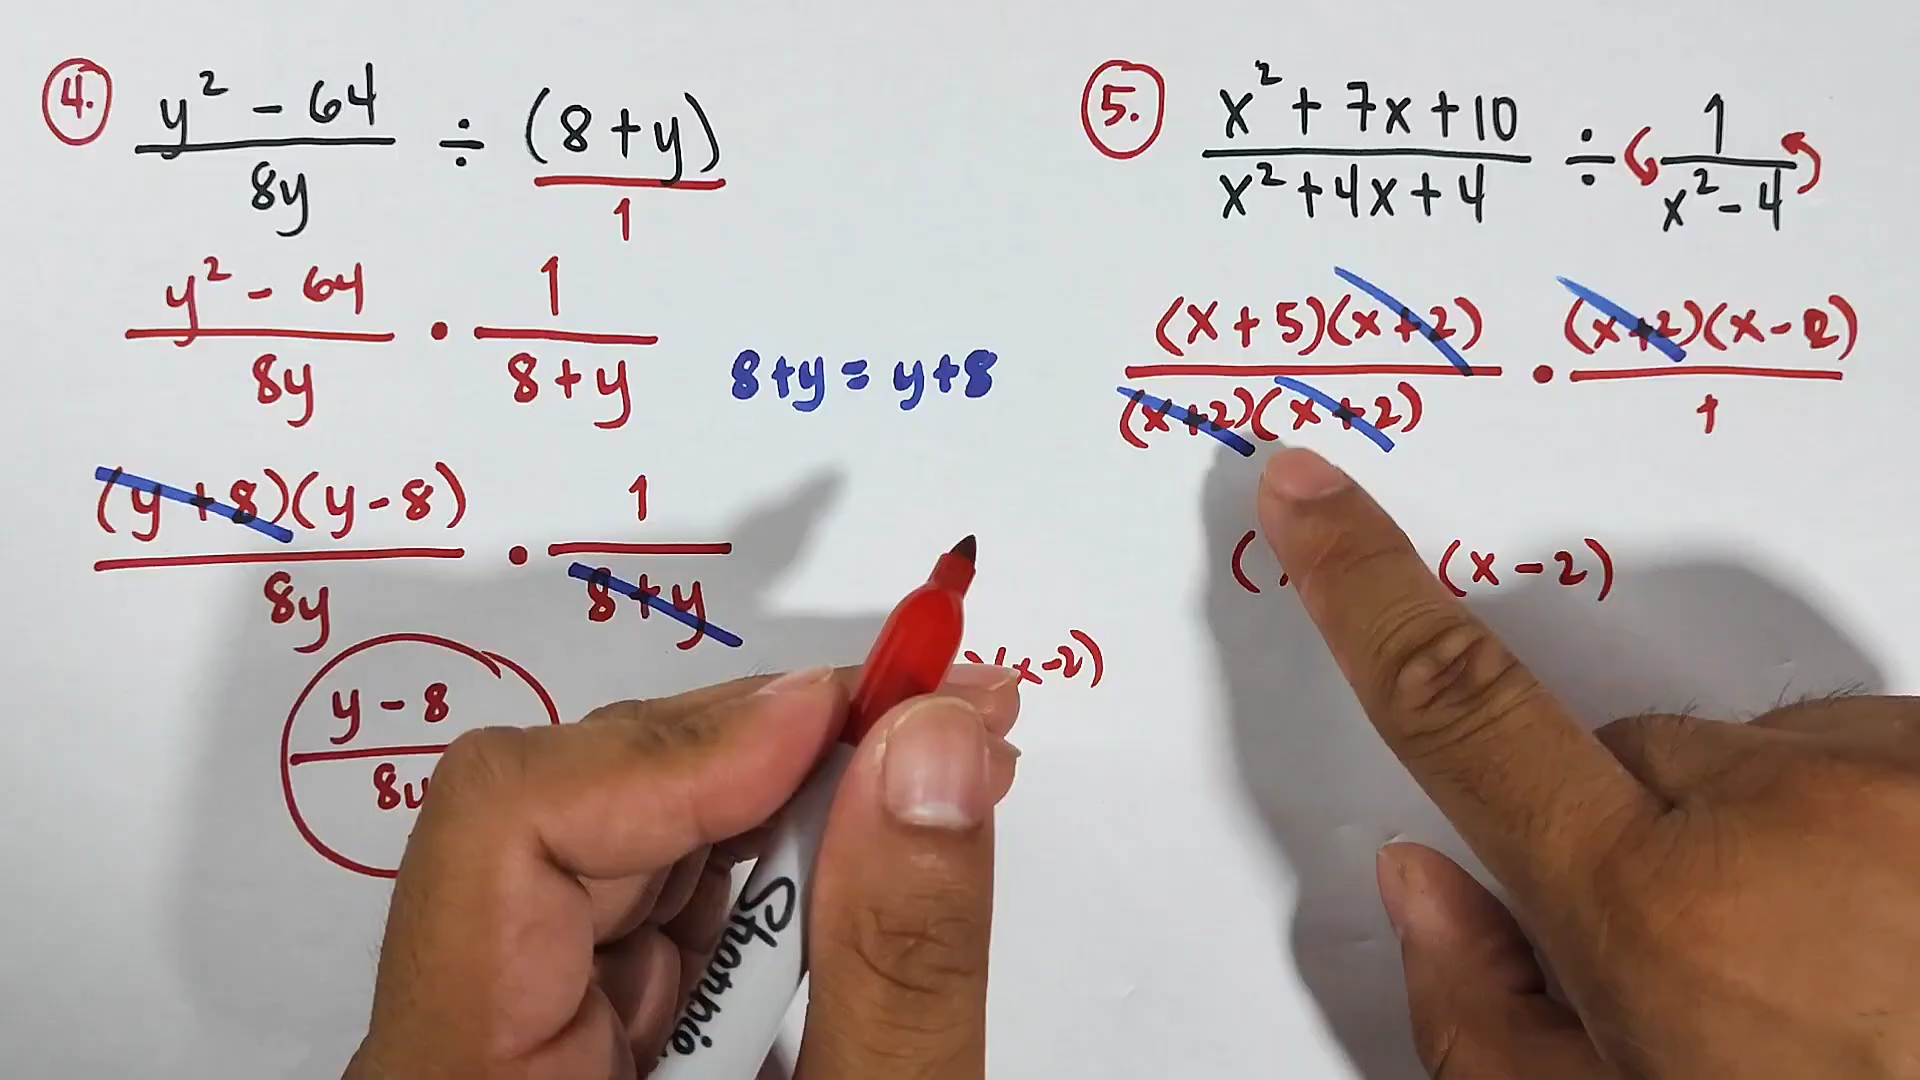 4.
y² - 64 / 8y ÷ (8 + y) / 1
y² - 64 / 8y • 1 / 8 + y
8 + y = y + 8
(y + 8)(y - 8) / 8y • 1 / 8 + y
y - 8 / 8y
(x - 2)
5.
x² + 7x + 10 / x² + 4x + 4 ÷ 1 / x² - 4
(x + 5)(x + 2) / (x + 2)(x + 2) • (x + 2)(x - 2) / 1
(x - 2)
Sharpie